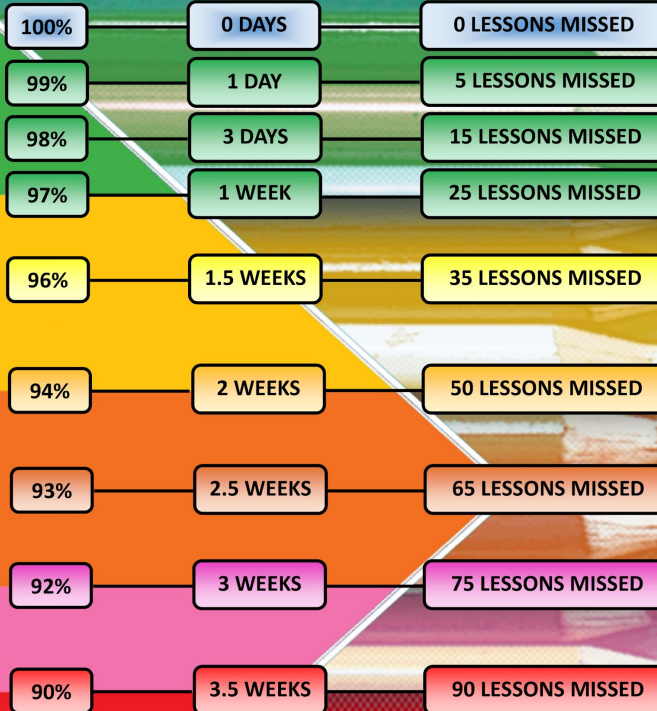 100% 0 DAYS 0 LESSONS MISSED
99% 1 DAY 5 LESSONS MISSED
98% 3 DAYS 15 LESSONS MISSED
97% 1 WEEK 25 LESSONS MISSED
96% 1.5 WEEKS 35 LESSONS MISSED
94% 2 WEEKS 50 LESSONS MISSED
93% 2.5 WEEKS 65 LESSONS MISSED
92% 3 WEEKS 75 LESSONS MISSED
90% 3.5 WEEKS 90 LESSONS MISSED